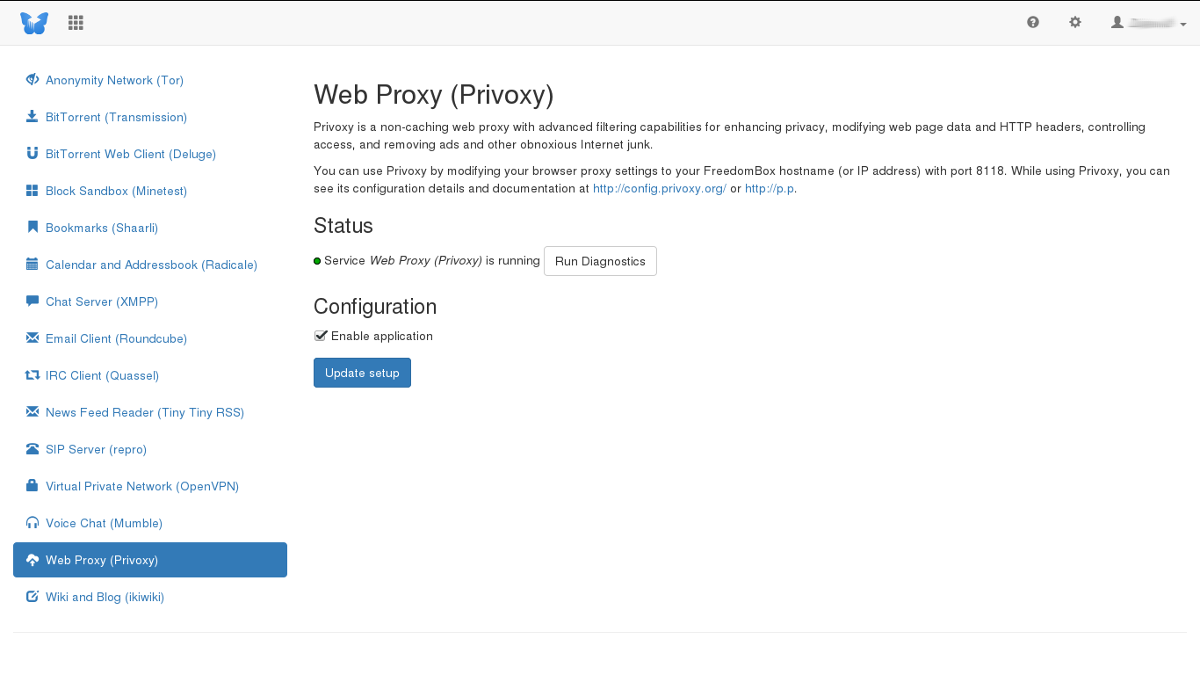 Anonymity Network (Tor)
BitTorrent (Transmission)
BitTorrent Web Client (Deluge)
Block Sandbox (Minetest)
Bookmarks (Shaarli)
Calendar and Addressbook (Radicale)
Chat Server (XMPP)
Email Client (Roundcube)
IRC Client (Quassel)
News Feed Reader (Tiny Tiny RSS)
SIP Server (repro)
Virtual Private Network (OpenVPN)
Voice Chat (Mumble)
Web Proxy (Privoxy)
Wiki and Blog (ikiwiki)
Web Proxy (Privoxy)
Privoxy is a non-caching web proxy with advanced filtering capabilities for enhancing privacy, modifying web page data and HTTP headers, controlling
access, and removing ads and other obnoxious Internet junk.
You can use Privoxy by modifying your browser proxy settings to your FreedomBox hostname (or IP address) with port 8118. While using Privoxy, you can
see its configuration details and documentation at http://config.privoxy.org/ or http://p.p.
Status
Service Web Proxy (Privoxy) is running Run Diagnostics
Configuration
Enable application
Update setup